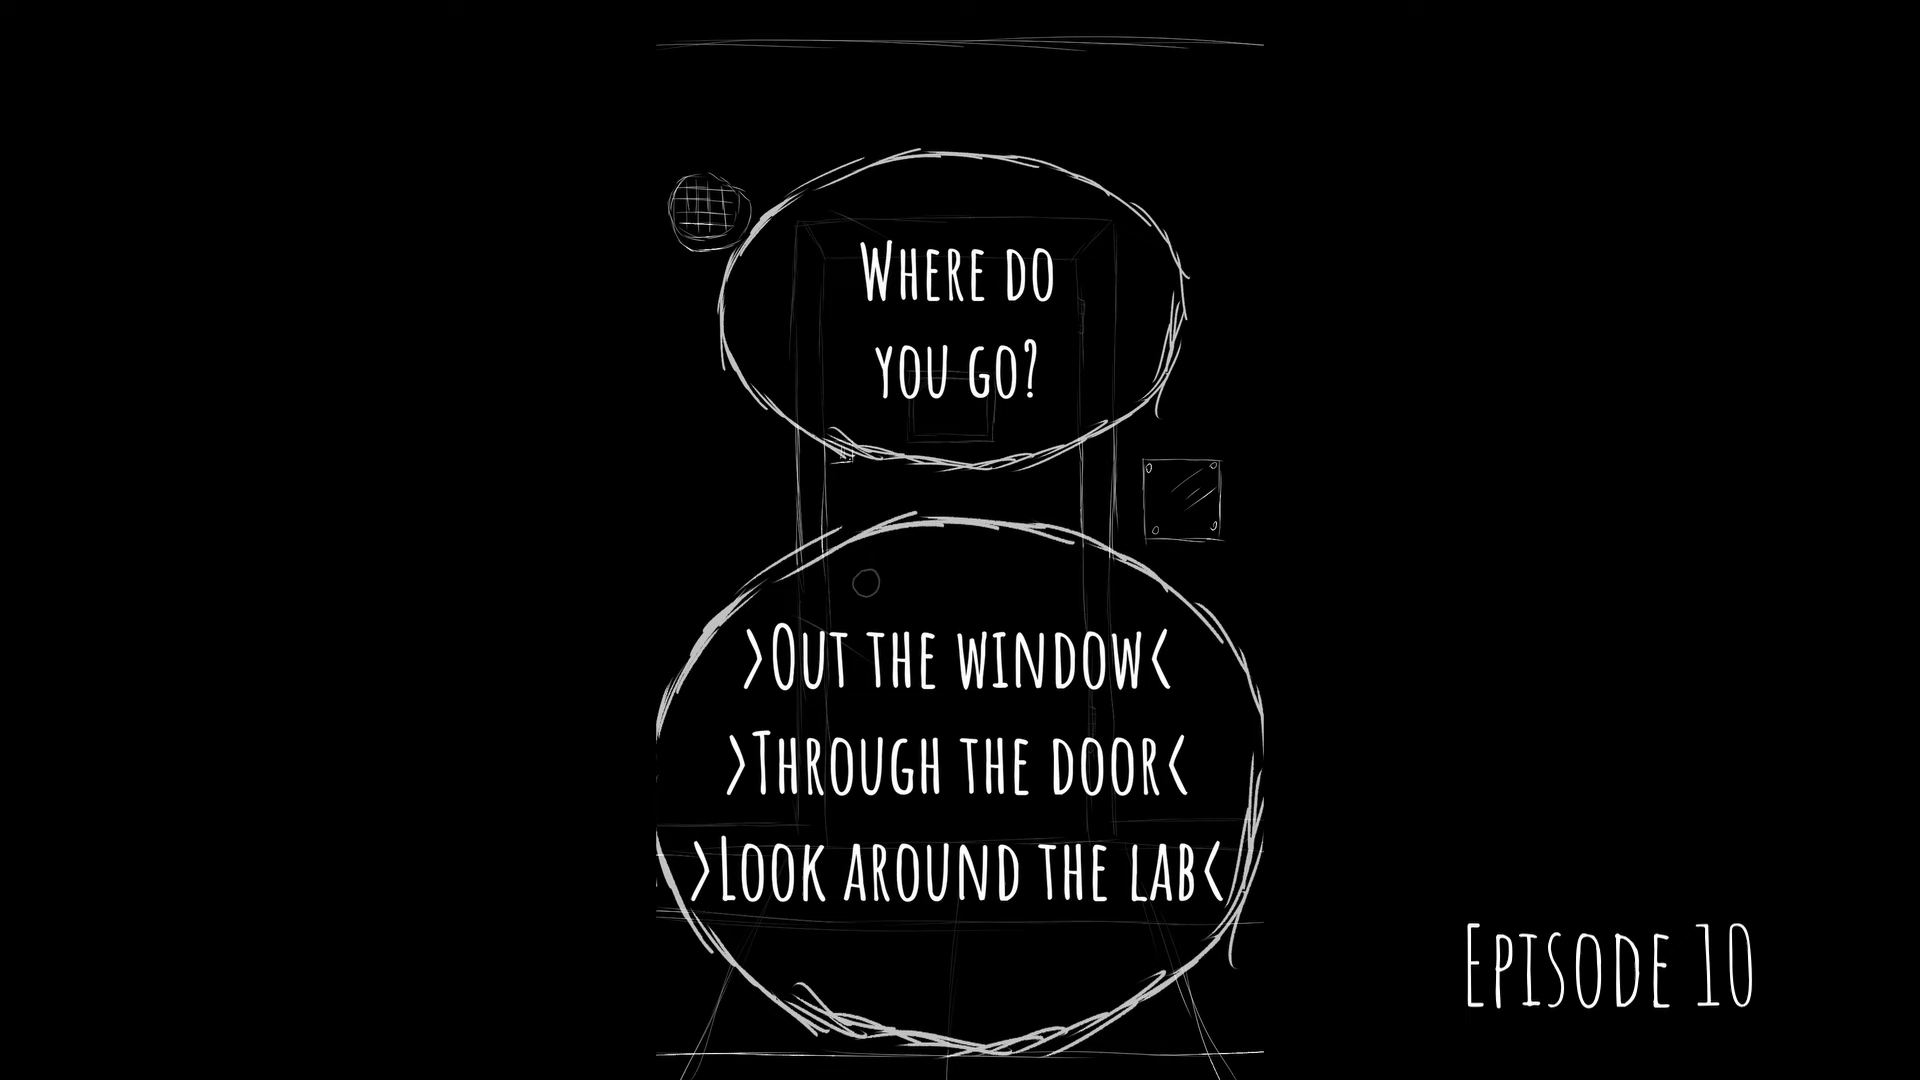 Where do
you go?
>Out the window<
>Through the door<
>Look around the lab<
Episode 10